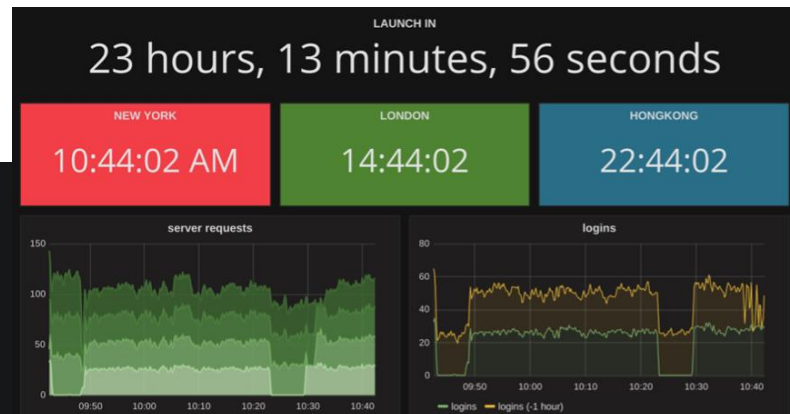 LAUNCH IN
23 hours, 13 minutes, 56 seconds
NEW YORK
LONDON
HONGKONG
10:44:02 AM
14:44:02
22:44:02
server requests
logins
150
100
50
0
09:50 10:00 10:10 10:20 10:30 10:40
80
60
40
20
0
09:50 10:00 10:10 10:20 10:30 10:40
logins logins (-1 hour)